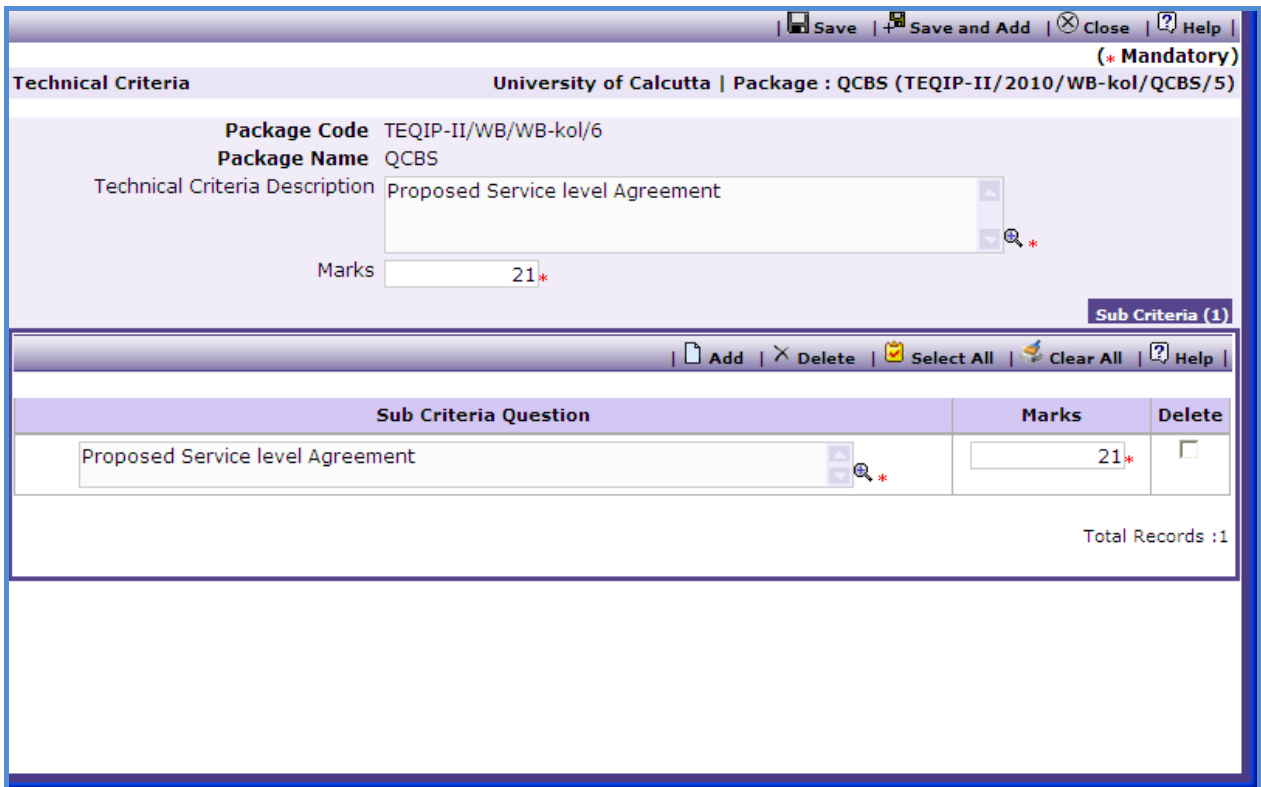 | Save | Save and Add | Close | Help |
(* Mandatory)
Technical Criteria University of Calcutta | Package : QCBS (TEQIP-II/2010/WB-kol/QCBS/5)
Package Code TEQIP-II/WB/WB-kol/6
Package Name QCBS
Technical Criteria Description Proposed Service level Agreement
*
Marks 21*
Sub Criteria (1)
| Add | Delete | Select All | Clear All | Help |
Sub Criteria Question Marks Delete
Proposed Service level Agreement * 21*
Total Records :1